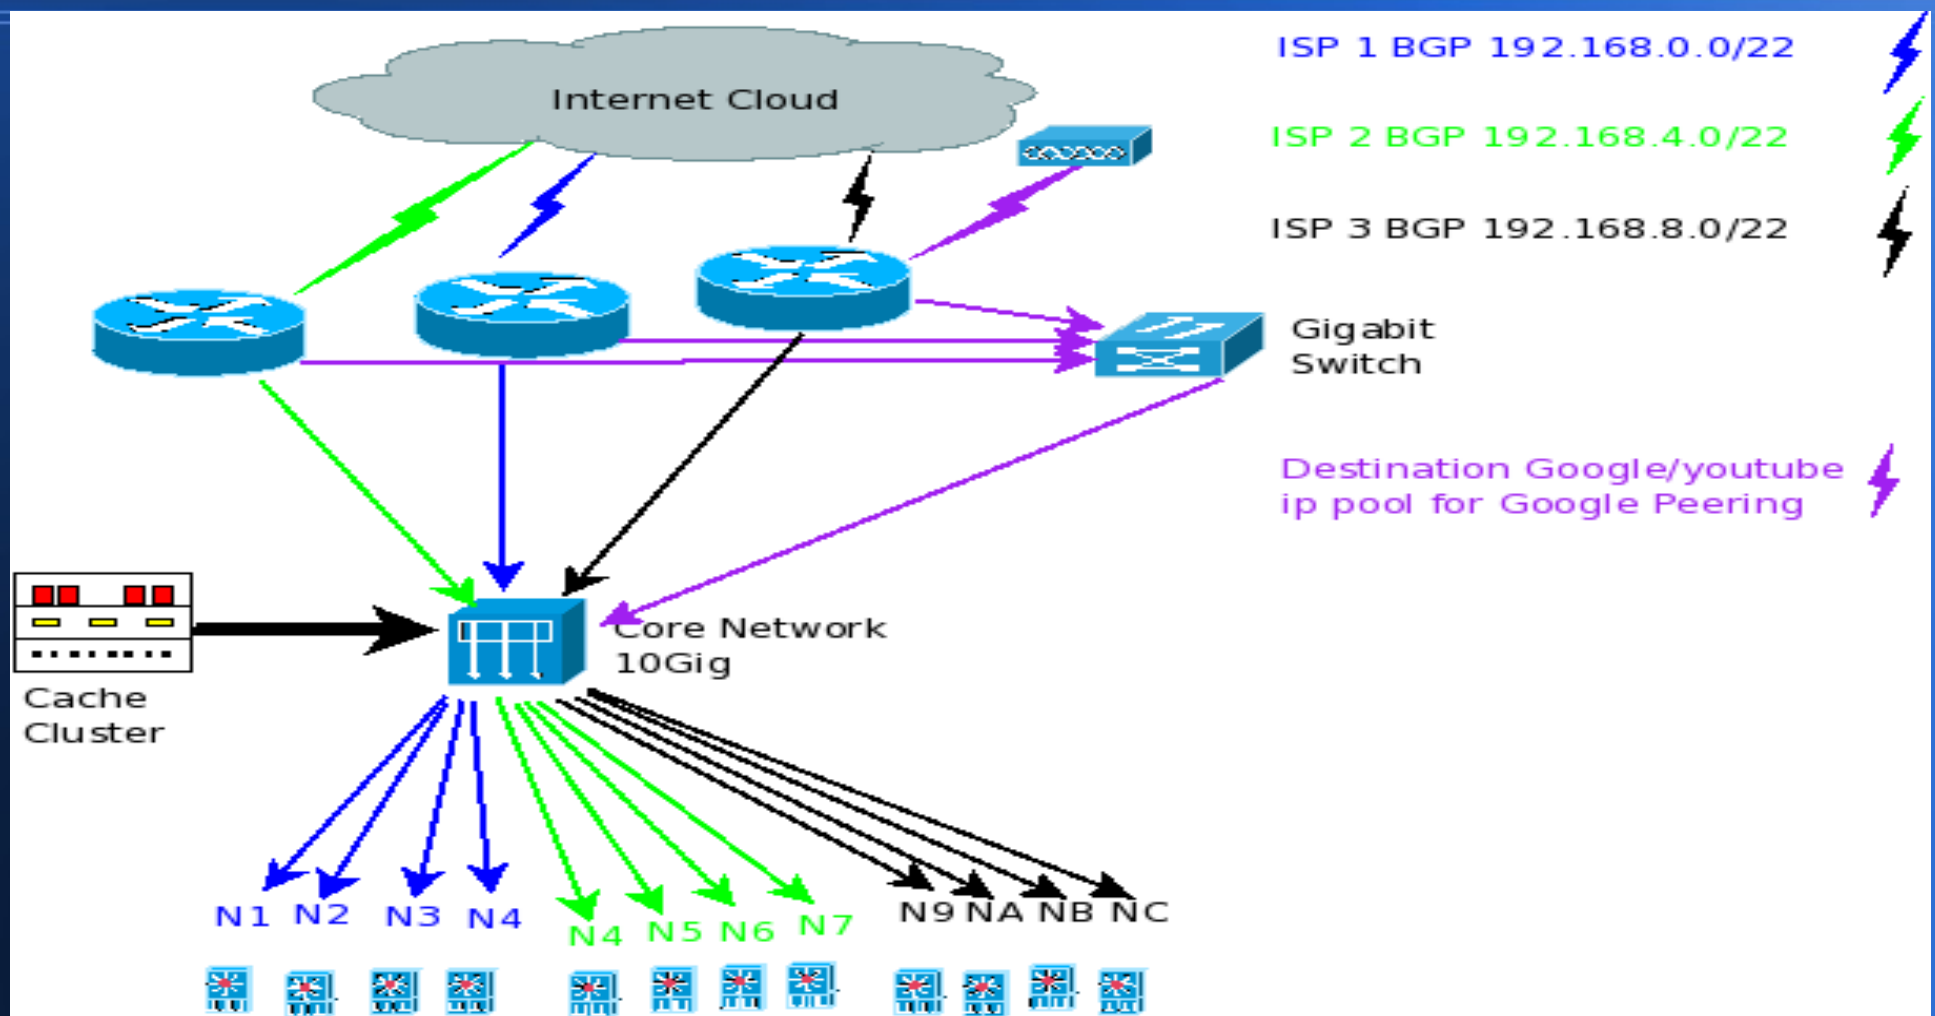 Internet Cloud
ISP 1 BGP 192.168.0.0/22
ISP 2 BGP 192.168.4.0/22
ISP 3 BGP 192.168.8.0/22
Gigabit
Switch
Destination Google/youtube
ip pool for Google Peering
Core Network
10Gig
Cache
Cluster
N1 N2 N3 N4 N4 N5 N6 N7 N9 NA NB NC